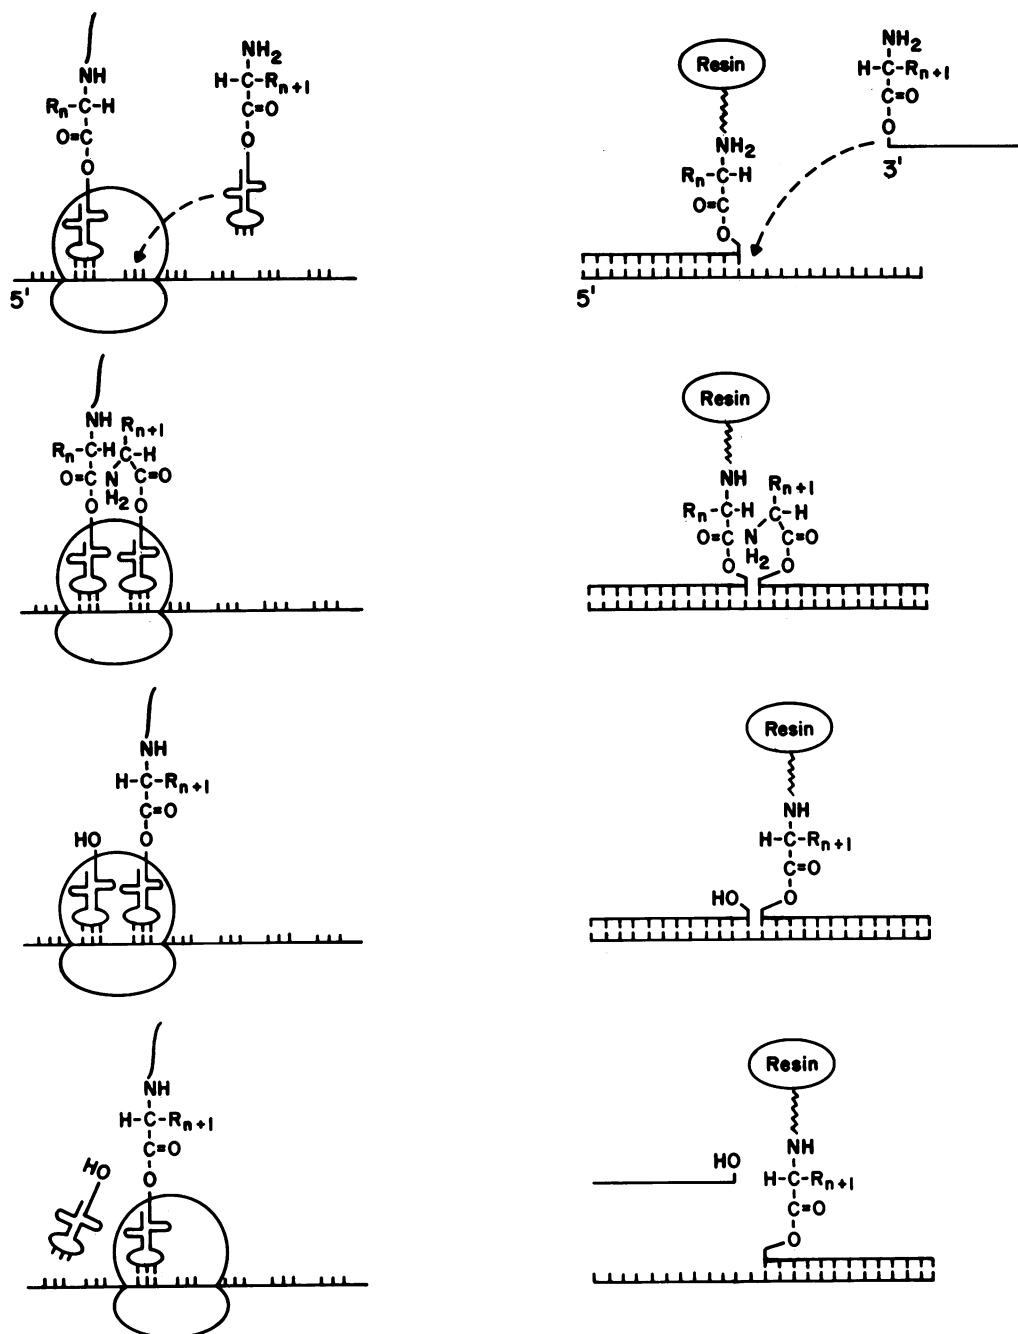 NH
Rₙ-C-H
O=C
O
5'
NH₂
H-C-Rₙ₊₁
C=O
O
Resin
NH₂
Rₙ-C-H
O=C
O
5'
NH₂
H-C-Rₙ₊₁
C=O
O
3'
NH Rₙ₊₁
Rₙ-C-H C-H
O=C N C=O
H₂
O O
Resin
NH Rₙ₊₁
Rₙ-C-H C-H
O=C N C=O
H₂
O O
NH
H-C-Rₙ₊₁
C=O
HO O
Resin
NH
H-C-Rₙ₊₁
C=O
HO O
NH
H-C-Rₙ₊₁
C=O
HO O
Resin
NH
HO H-C-Rₙ₊₁
C=O
O